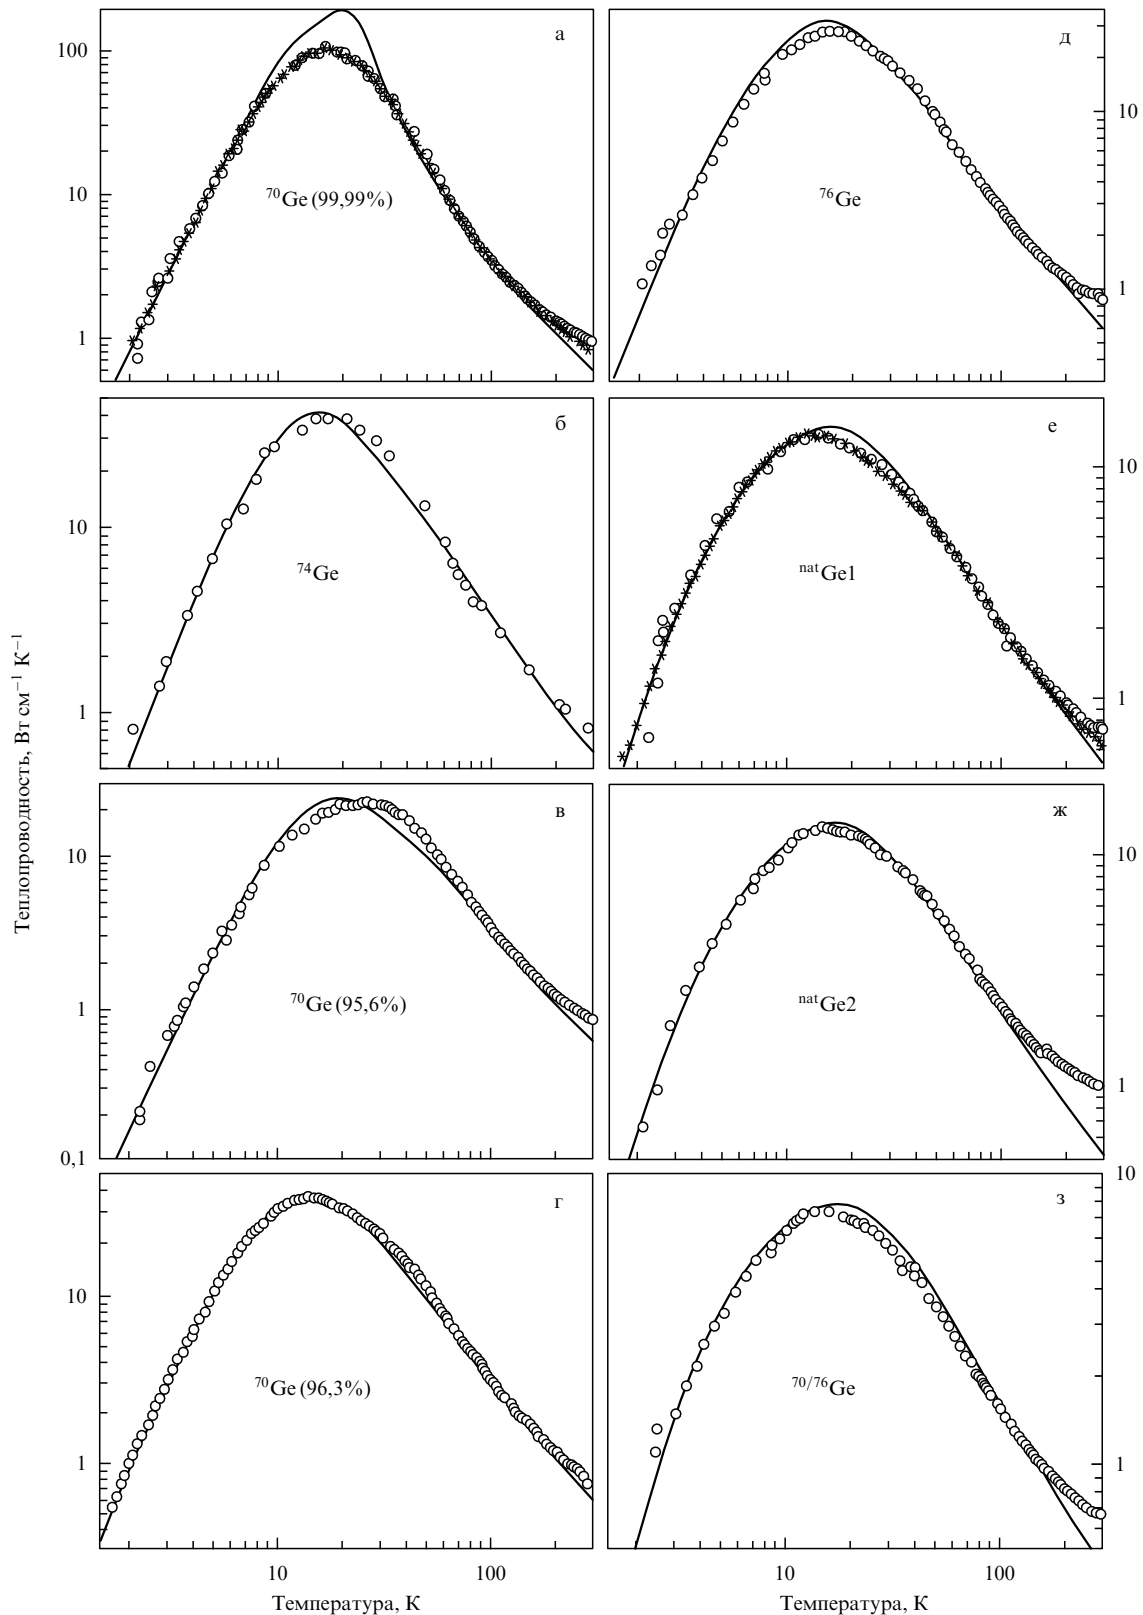 Теплопроводность, Вт см⁻¹ К⁻¹
а
100
10
1
⁷⁰Ge (99,99%)
д
10
1
⁷⁶Ge
б
10
1
⁷⁴Ge
е
10
1
ⁿᵃᵗGe1
в
10
1
0,1
⁷⁰Ge (95,6%)
ж
10
1
ⁿᵃᵗGe2
г
10
1
⁷⁰Ge (96,3%)
10 100
Температура, К
з
10
1
⁷⁰/⁷⁶Ge
10 100
Температура, К